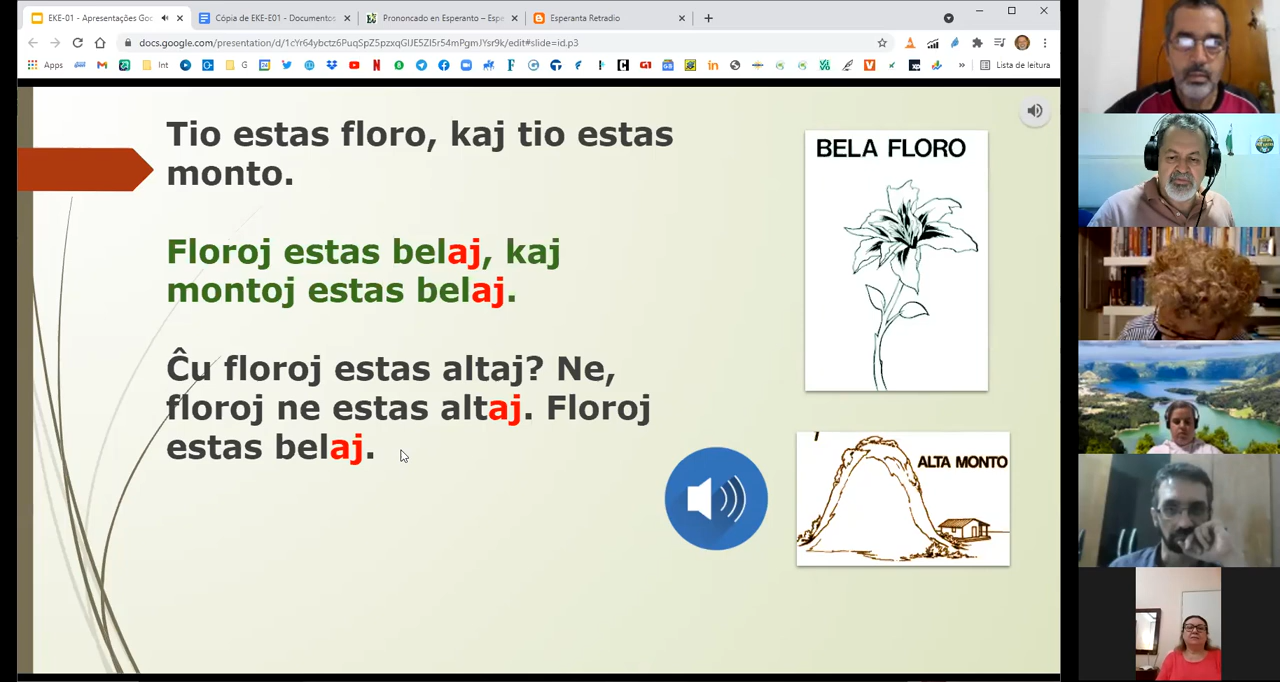 EKE-01 - Apresentações Goo
Cópia de EKE-E01 - Documentos
Prononcado en Esperanto – Espe
Esperanta Retradio
docs.google.com/presentation/d/
/edit#slide=id.p3
Apps
Int
G
Lista de leitura
Tio estas floro, kaj tio estas
monto.
Floroj estas belaj, kaj
montoj estas belaj.
Ĉu floroj estas altaj? Ne,
floroj ne estas altaj. Floroj
estas belaj.
BELA FLORO
ALTA MONTO